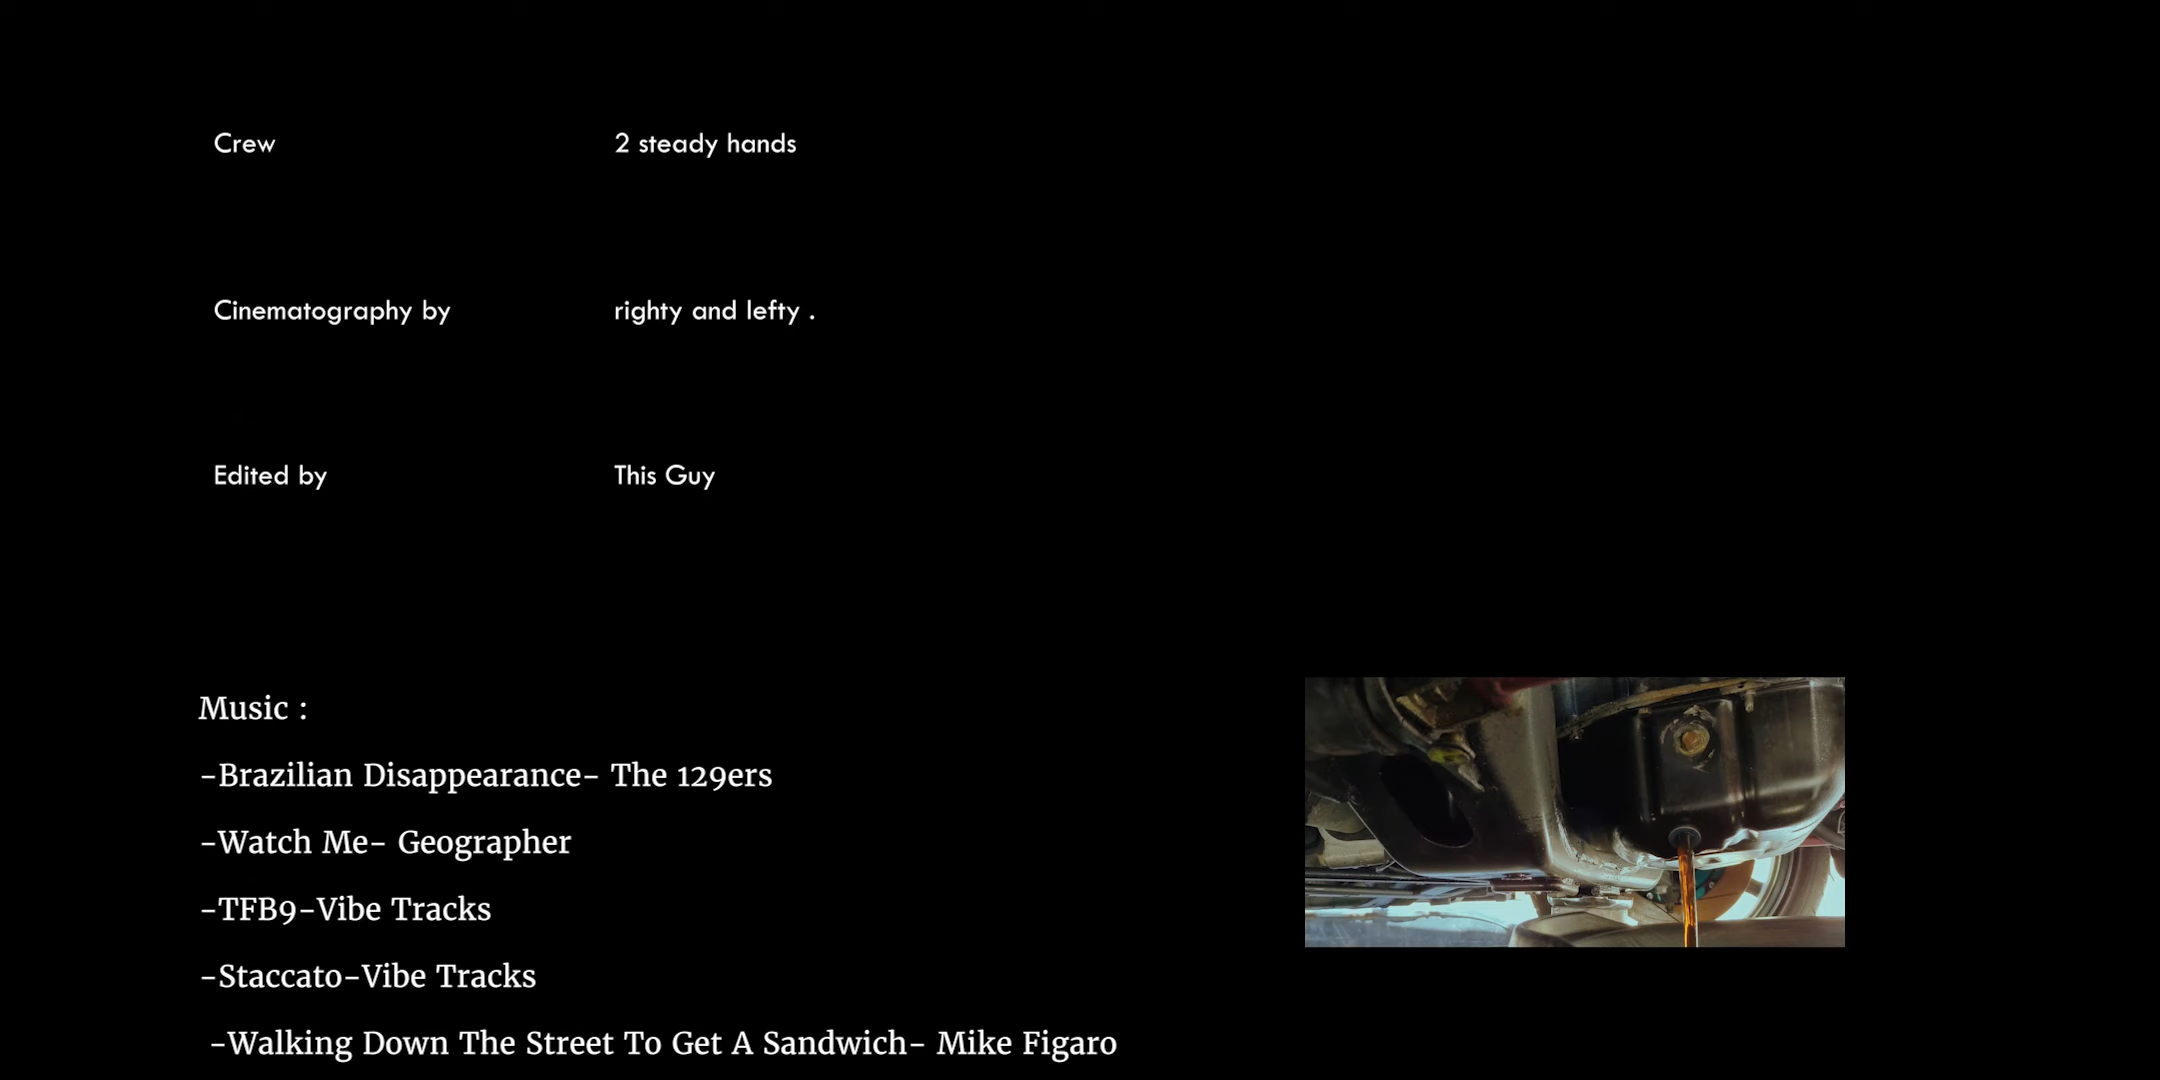 Crew 2 steady hands
Cinematography by righty and lefty .
Edited by This Guy
Music :
-Brazilian Disappearance- The 129ers
-Watch Me- Geographer
-TFB9-Vibe Tracks
-Staccato-Vibe Tracks
-Walking Down The Street To Get A Sandwich- Mike Figaro